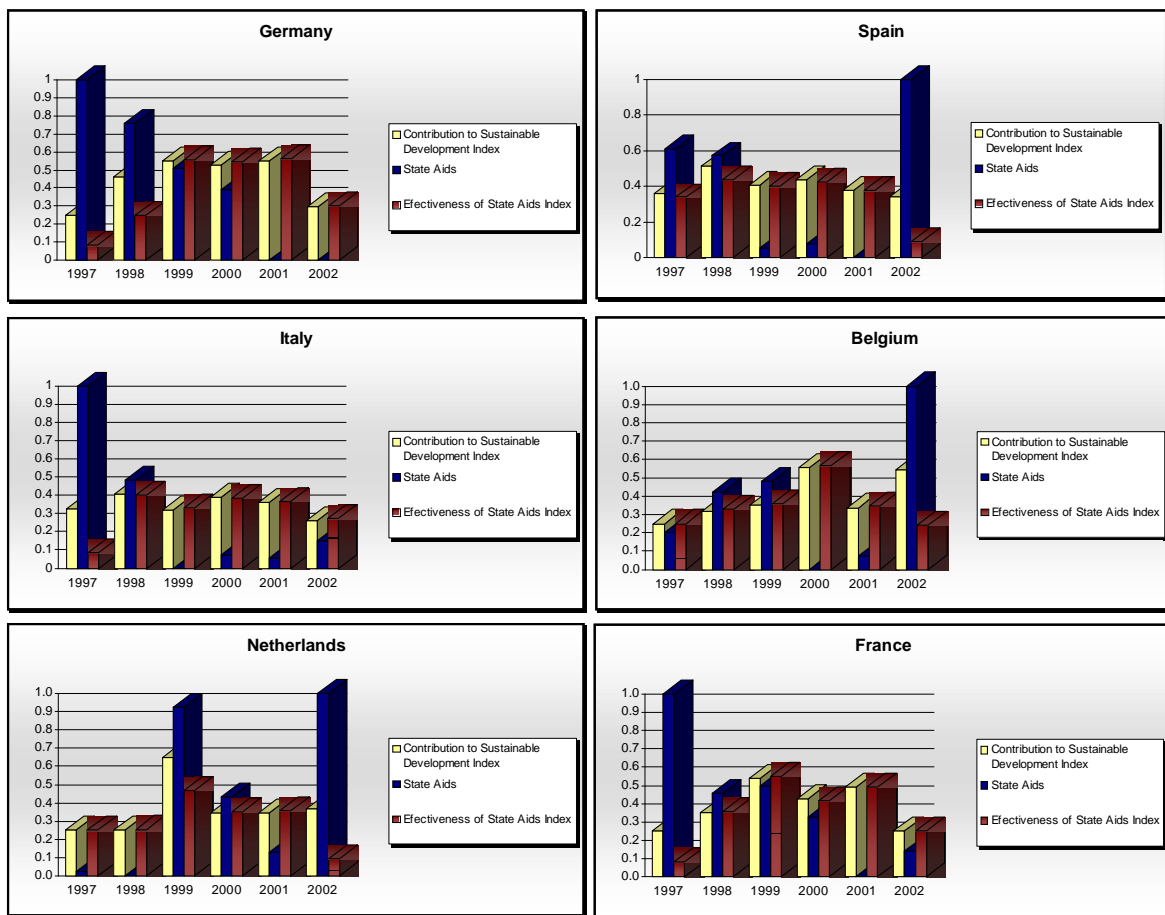 Germany
1
0.9
0.8
0.7
0.6
0.5
0.4
0.3
0.2
0.1
0
1997 1998 1999 2000 2001 2002
Contribution to Sustainable
Development Index
State Aids
Efectiveness of State Aids Index
Spain
1
0.8
0.6
0.4
0.2
0
1997 1998 1999 2000 2001 2002
Contribution to Sustainable
Development Index
State Aids
Efectiveness of State Aids Index
Italy
1
0.9
0.8
0.7
0.6
0.5
0.4
0.3
0.2
0.1
0
1997 1998 1999 2000 2001 2002
Contribution to Sustainable
Development Index
State Aids
Effectiveness of State Aids Index
Belgium
1.0
0.9
0.8
0.7
0.6
0.5
0.4
0.3
0.2
0.1
0.0
1997 1998 1999 2000 2001 2002
Contribution to Sustainable
Development Index
State Aids
Effectiveness of State Aids Index
Netherlands
1.0
0.9
0.8
0.7
0.6
0.5
0.4
0.3
0.2
0.1
0.0
1997 1998 1999 2000 2001 2002
Contribution to Sustainable
Development Index
State Aids
Effectiveness of State Aids Index
France
1.0
0.9
0.8
0.7
0.6
0.5
0.4
0.3
0.2
0.1
0.0
1997 1998 1999 2000 2001 2002
Contribution to Sustainable
Development Index
State Aids
Effectiveness of State Aids Index